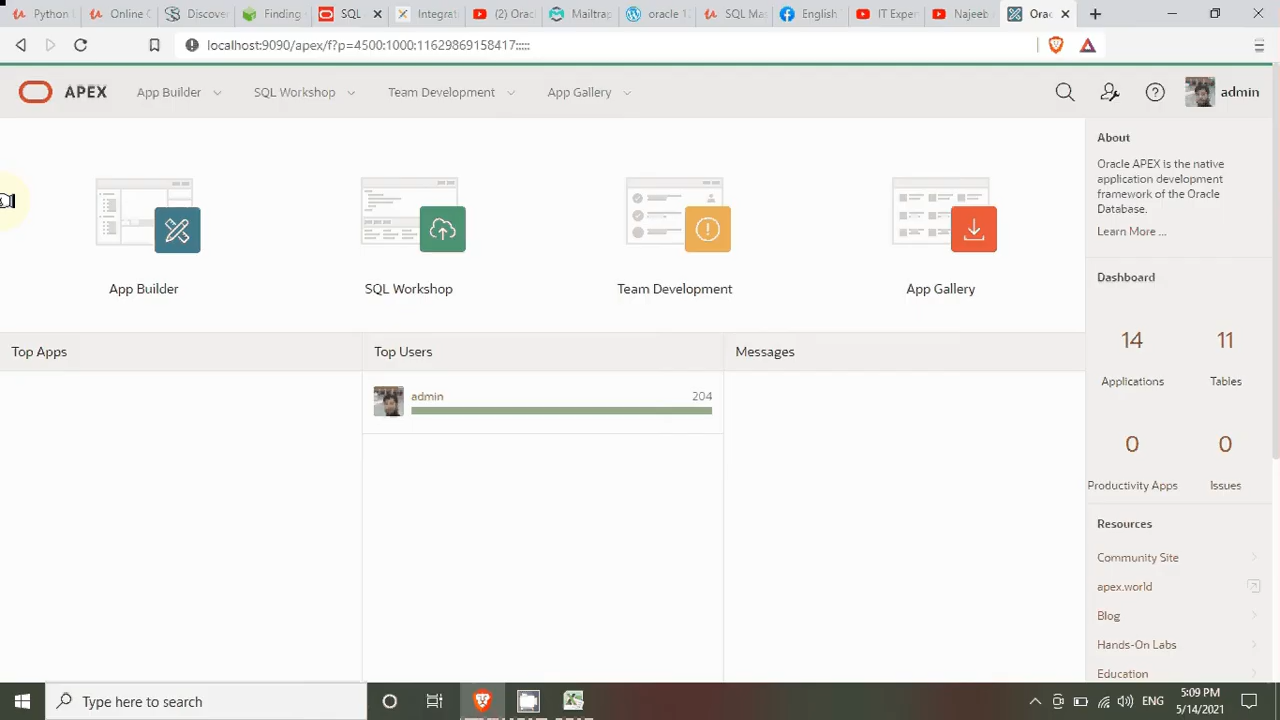 Python
Online C
Discove
Finding
SQL
Integrat
(2) Orac
Mailtrap
oracle 1
SQL Mas
English
IT Exper
Najeeb
Orac
localhost:9090/apex/f?p=4500:1000:11629869158417:::::
APEX
App Builder
SQL Workshop
Team Development
App Gallery
admin
App Builder
SQL Workshop
Team Development
App Gallery
Top Apps
Top Users
Messages
admin
204
About
Oracle APEX is the native
application development
framework of the Oracle
Database.
Learn More ...
Dashboard
14
11
Applications
Tables
0
0
Productivity Apps
Issues
Resources
Community Site
apex.world
Blog
Hands-On Labs
Education
Type here to search
ENG
5:09 PM
5/14/2021